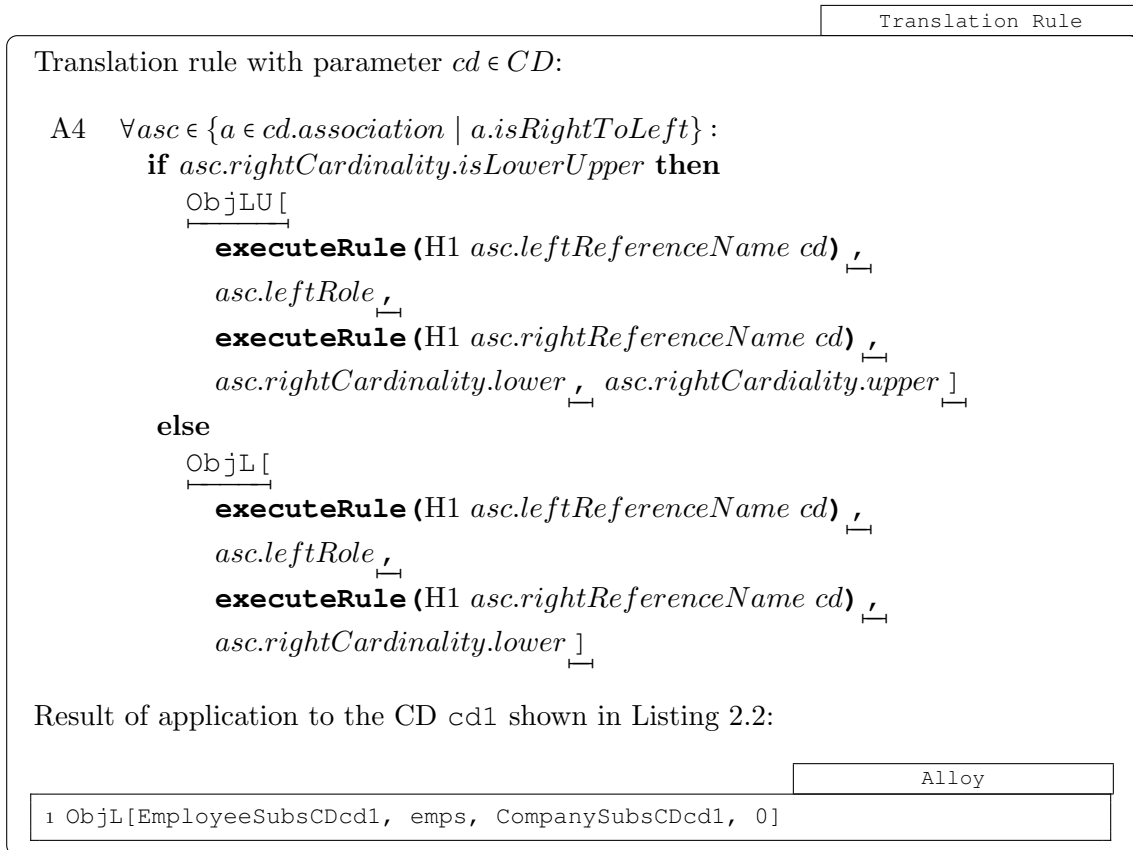 Translation Rule
Translation rule with parameter cd ∈ CD:
A4 ∀asc ∈ {a ∈ cd.association | a.isRightToLeft} :
if asc.rightCardinality.isLowerUpper then
ObjLU[
executeRule(H1 asc.leftReferenceName cd) ,
asc.leftRole ,
executeRule(H1 asc.rightReferenceName cd) ,
asc.rightCardinality.lower , asc.rightCardiality.upper ]
else
ObjL[
executeRule(H1 asc.leftReferenceName cd) ,
asc.leftRole ,
executeRule(H1 asc.rightReferenceName cd) ,
asc.rightCardinality.lower ]
Result of application to the CD cd1 shown in Listing 2.2:
Alloy
1 ObjL[EmployeeSubsCDcd1, emps, CompanySubsCDcd1, 0]